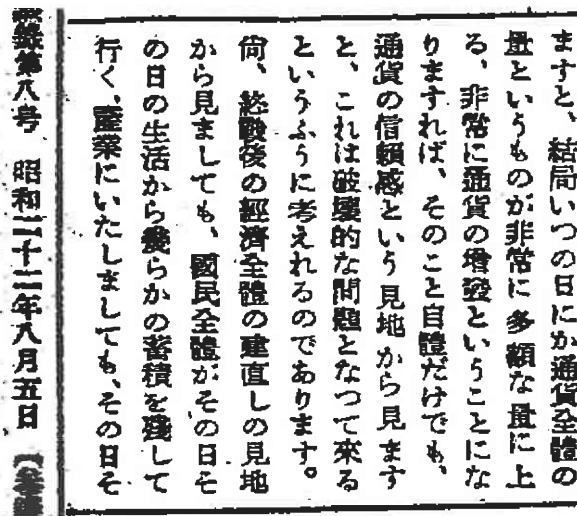 ますと、結局いつの日にか通貨全體の
量というものが非常に多額な量に上
る、非常に通貨の増發ということにな
りますれば、そのこと自體だけでも、
通貨の信頼感という見地から見ます
と、これは破壞的な問題となつて來る
というふうに考えれるのであります。
尙、終戰後の經済全體の建直しの見地
から見ましても、國民全體がその日そ
の日の生活から幾らかの蓄積を殘して
行く、産業にいたしましても、その日そ
第八号 昭和二十二年八月五日